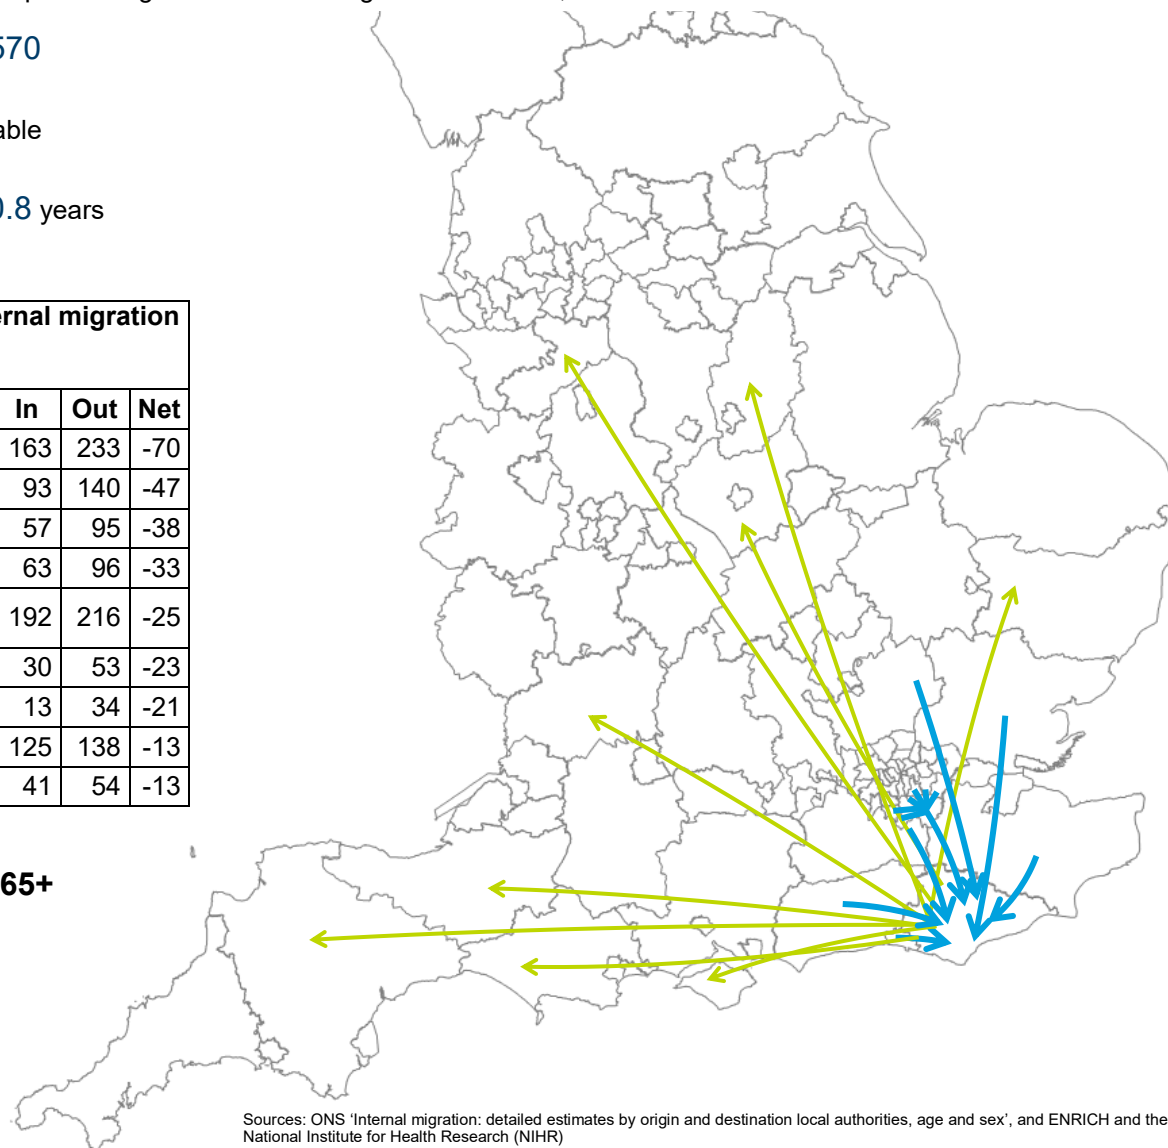 570
able
0.8 years
ernal migration
In Out Net
163 233 -70
93 140 -47
57 95 -38
63 96 -33
192 216 -25
30 53 -23
13 34 -21
125 138 -13
41 54 -13
65+
Sources: ONS ‘Internal migration: detailed estimates by origin and destination local authorities, age and sex’, and ENRICH and the
National Institute for Health Research (NIHR)